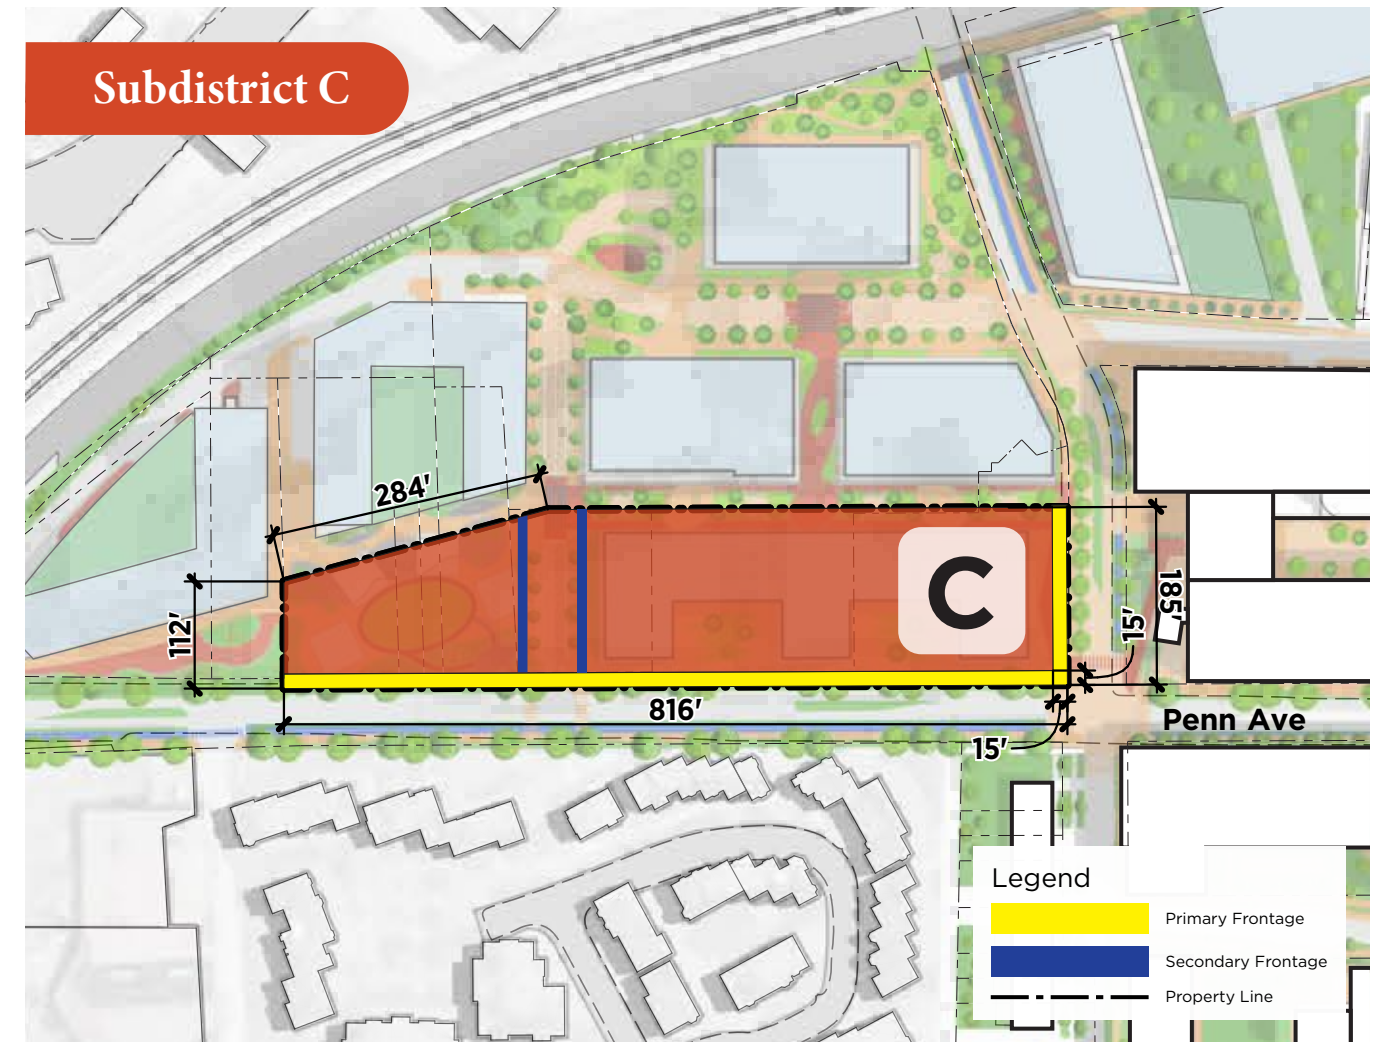 Subdistrict C
284'
112'
C
185'
15'
816'
15'
Penn Ave
Legend
Primary Frontage
Secondary Frontage
Property Line